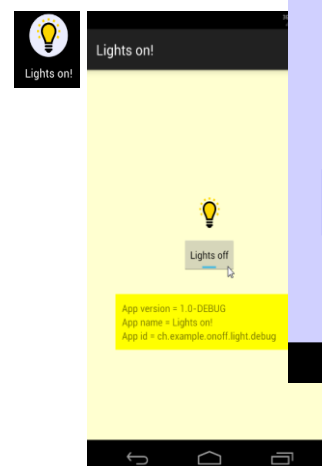 Lights on!
Lights on!
Lights off
App version = 1.0-DEBUG
App name = Lights on!
App id = ch.example.onoff.light.debug